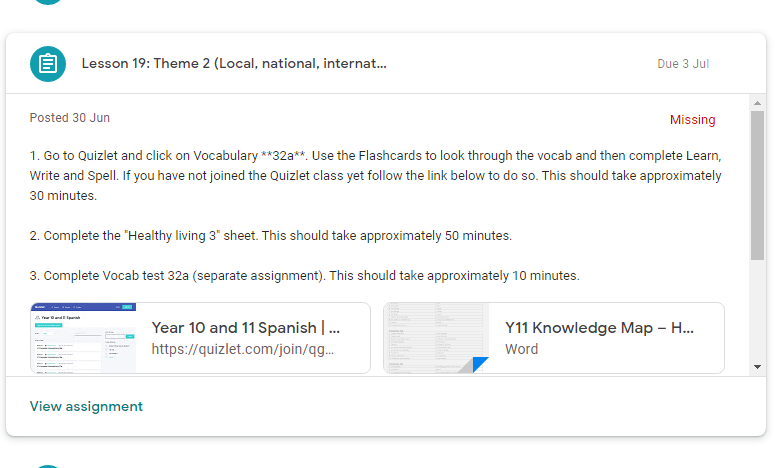 Lesson 19: Theme 2 (Local, national, internat...
Due 3 Jul
Posted 30 Jun
Missing
1. Go to Quizlet and click on Vocabulary **32a**. Use the Flashcards to look through the vocab and then complete Learn,
Write and Spell. If you have not joined the Quizlet class yet follow the link below to do so. This should take approximately
30 minutes.
2. Complete the "Healthy living 3" sheet. This should take approximately 50 minutes.
3. Complete Vocab test 32a (separate assignment). This should take approximately 10 minutes.
Year 10 and 11 Spanish
Year 10 and 11 Spanish | ...
https://quizlet.com/join/qg...
Y11 Knowledge Map – H...
Word
View assignment